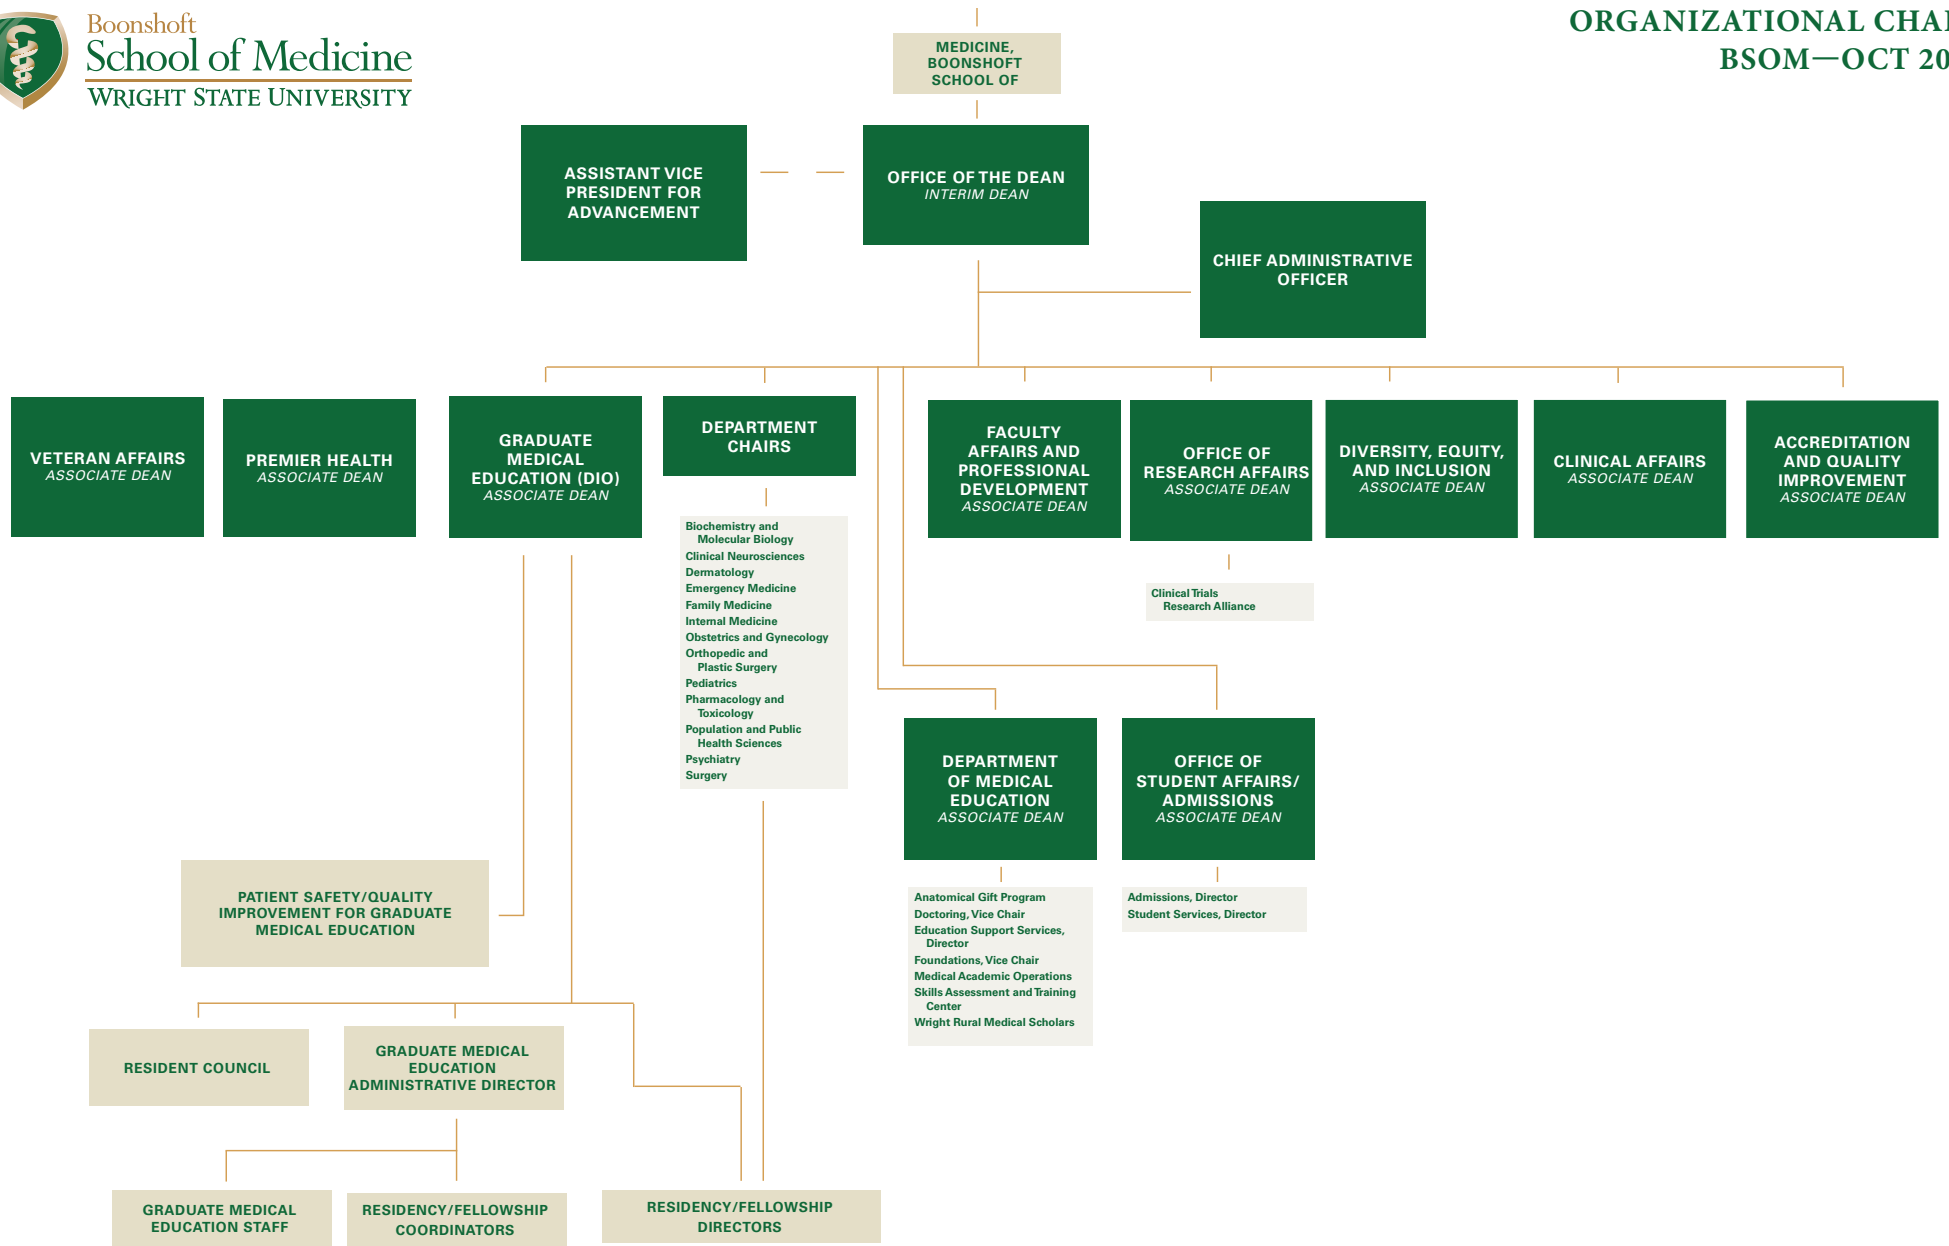 Boonshoft
School of Medicine
WRIGHT STATE UNIVERSITY
ORGANIZATIONAL
BSOM—OCT
MEDICINE,
BOONSHOFT
SCHOOL OF
ASSISTANT VICE
PRESIDENT FOR
ADVANCEMENT
OFFICE OF THE DEAN
INTERIM DEAN
CHIEF ADMINISTRATIVE
OFFICER
VETERAN AFFAIRS
ASSOCIATE DEAN
PREMIER HEALTH
ASSOCIATE DEAN
GRADUATE
MEDICAL
EDUCATION (DIO)
ASSOCIATE DEAN
DEPARTMENT
CHAIRS
Biochemistry and
Molecular Biology
Clinical Neurosciences
Dermatology
Emergency Medicine
Family Medicine
Internal Medicine
Obstetrics and Gynecology
Orthopedic and
Plastic Surgery
Pediatrics
Pharmacology and
Toxicology
Population and Public
Health Sciences
Psychiatry
Surgery
FACULTY
AFFAIRS AND
PROFESSIONAL
DEVELOPMENT
ASSOCIATE DEAN
OFFICE OF
RESEARCH AFFAIRS
ASSOCIATE DEAN
Clinical Trials
Research Alliance
DIVERSITY, EQUITY,
AND INCLUSION
ASSOCIATE DEAN
CLINICAL AFFAIRS
ASSOCIATE DEAN
ACCREDITATION
AND QUALITY
IMPROVEMENT
ASSOCIATE DEAN
DEPARTMENT
OF MEDICAL
EDUCATION
ASSOCIATE DEAN
Anatomical Gift Program
Doctoring, Vice Chair
Education Support Services,
Director
Foundations, Vice Chair
Medical Academic Operations
Skills Assessment and Training
Center
Wright Rural Medical Scholars
OFFICE OF
STUDENT AFFAIRS/
ADMISSIONS
ASSOCIATE DEAN
Admissions, Director
Student Services, Director
PATIENT SAFETY/QUALITY
IMPROVEMENT FOR GRADUATE
MEDICAL EDUCATION
RESIDENT COUNCIL
GRADUATE MEDICAL
EDUCATION
ADMINISTRATIVE DIRECTOR
GRADUATE MEDICAL
EDUCATION STAFF
RESIDENCY/FELLOWSHIP
COORDINATORS
RESIDENCY/FELLOWSHIP
DIRECTORS